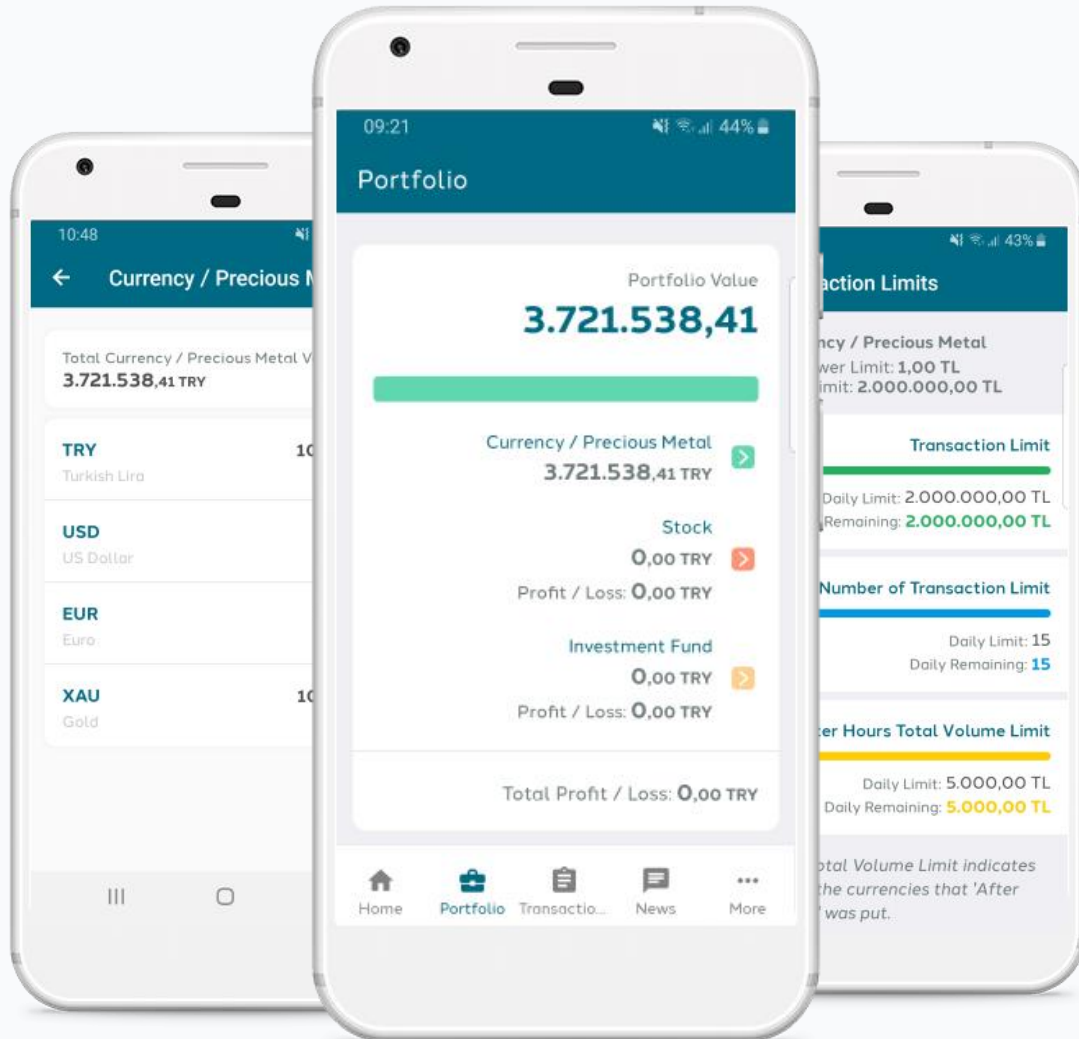 10:48
Currency / Precious
Total Currency / Precious Metal V
3.721.538,41 TRY
TRY
10
Turkish Lira
USD
US Dollar
EUR
Euro
XAU
10
Gold
09:21
44%
Portfolio
Portfolio Value
3.721.538,41
Currency / Precious Metal
3.721.538,41 TRY
Stock
0,00 TRY
Profit / Loss: 0,00 TRY
Investment Fund
0,00 TRY
Profit / Loss: 0,00 TRY
Total Profit / Loss: 0,00 TRY
Home
Portfolio
Transactio...
News
More
43%
action Limits
ncy / Precious Metal
wer Limit: 1,00 TL
imit: 2.000.000,00 TL
Transaction Limit
Daily Limit: 2.000.000,00 TL
Remaining: 2.000.000,00 TL
Number of Transaction Limit
Daily Limit: 15
Daily Remaining: 15
er Hours Total Volume Limit
Daily Limit: 5.000,00 TL
Daily Remaining: 5.000,00 TL
otal Volume Limit indicates
the currencies that 'After
' was put.